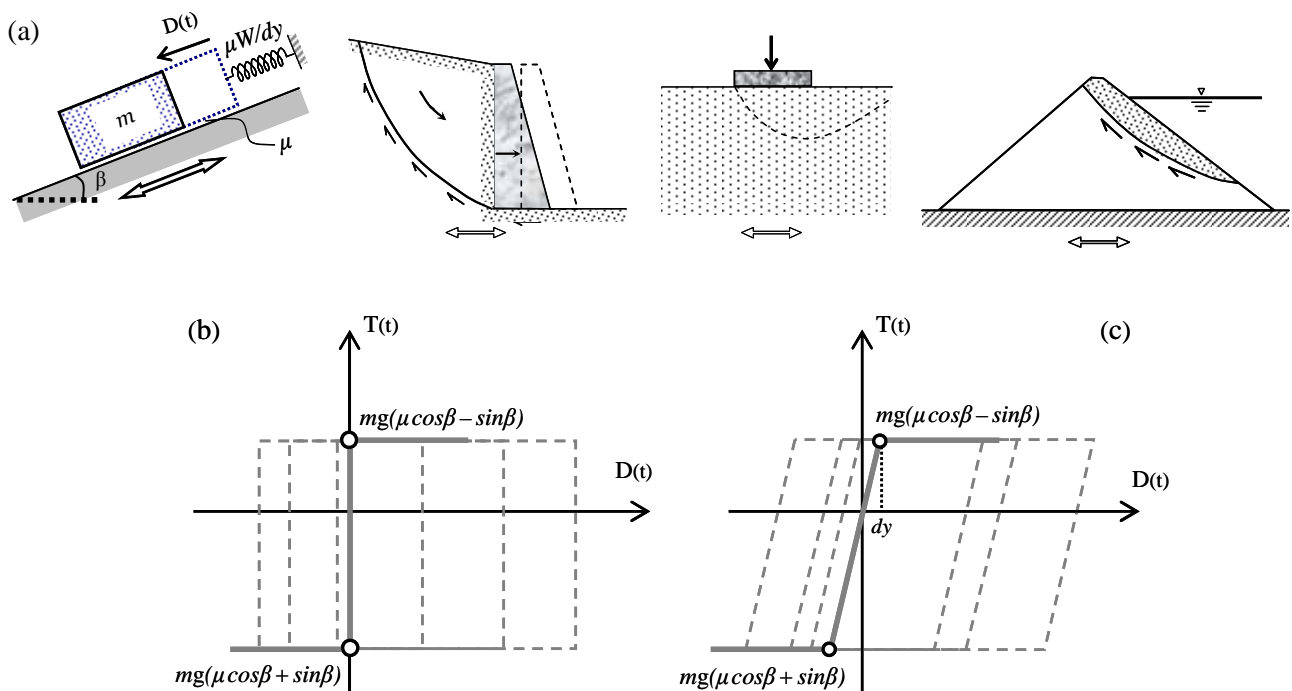 (a)
D(t)
μW/dy
m
μ
β
(b)
T(t)
mg(μcosβ – sinβ)
D(t)
mg(μcosβ + sinβ)
(c)
T(t)
mg(μcosβ – sinβ)
D(t)
dy
mg(μcosβ + sinβ)